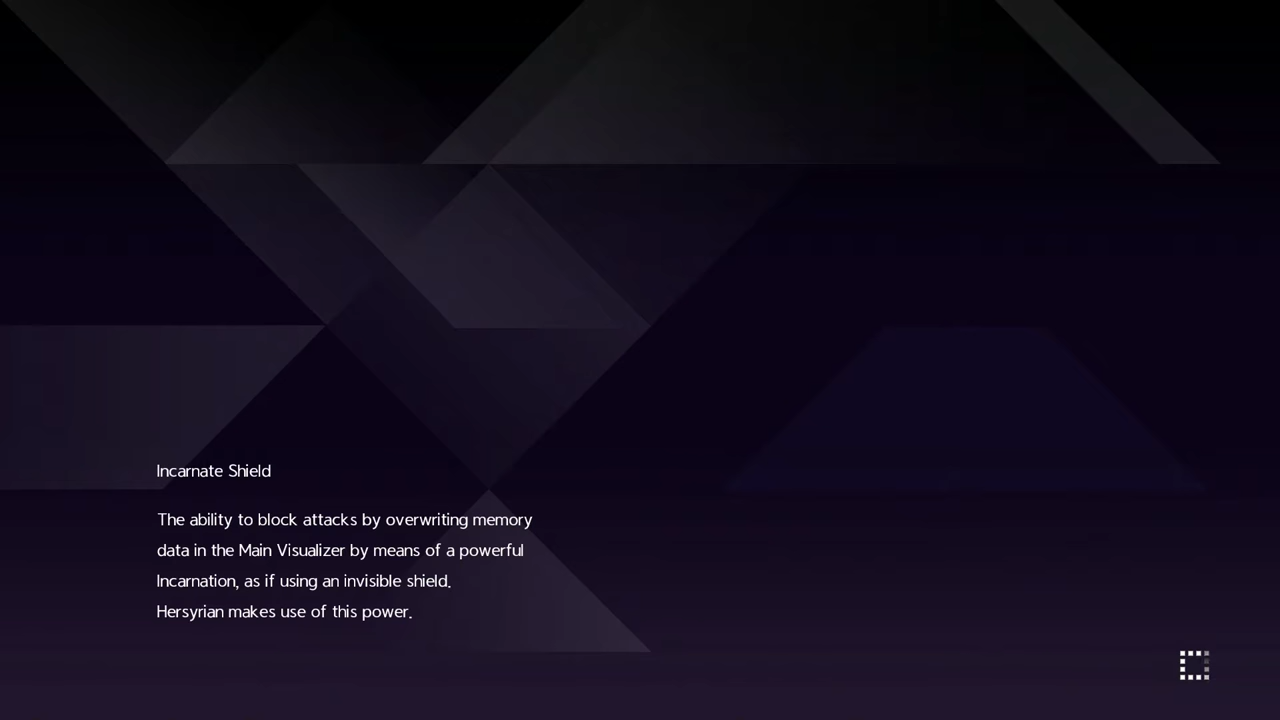 Incarnate Shield
The ability to block attacks by overwriting memory
data in the Main Visualizer by means of a powerful
Incarnation, as if using an invisible shield.
Hersyrian makes use of this power.